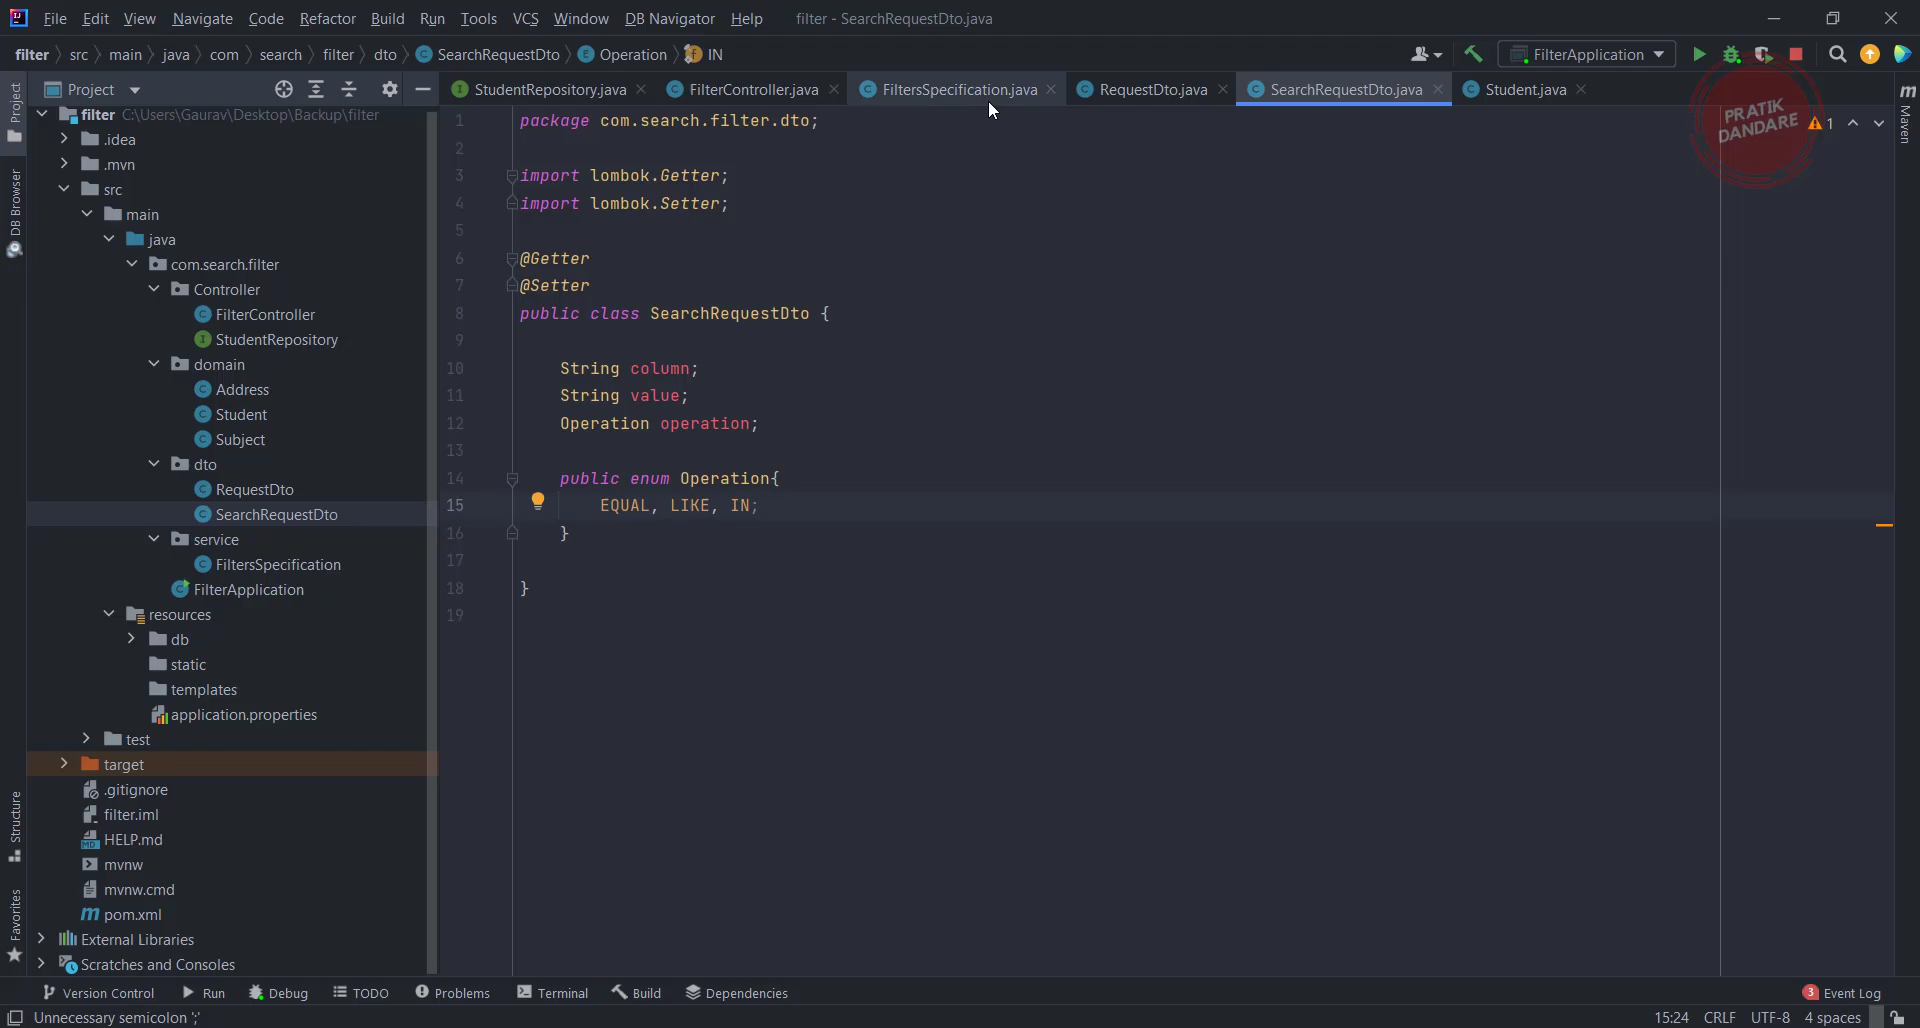 File Edit View Navigate Code Refactor Build Run Tools VCS Window DB Navigator Help filter - SearchRequestDto.java
filter src main java com search filter dto SearchRequestDto Operation IN FilterApplication
Project StudentRepository.java FilterController.java FiltersSpecification.java RequestDto.java SearchRequestDto.java Student.java
Project
DB Browser
Structure
Favorites
filter C:\Users\Gaurav\Desktop\Backup\filter
.idea
.mvn
src
main
java
com.search.filter
Controller
FilterController
StudentRepository
domain
Address
Student
Subject
dto
RequestDto
SearchRequestDto
service
FiltersSpecification
FilterApplication
resources
db
static
templates
application.properties
test
target
.gitignore
filter.iml
HELP.md
mvnw
mvnw.cmd
pom.xml
External Libraries
Scratches and Consoles
1 package com.search.filter.dto;
2
3 import lombok.Getter;
4 import lombok.Setter;
5
6 @Getter
7 @Setter
8 public class SearchRequestDto {
9
10 String column;
11 String value;
12 Operation operation;
13
14 public enum Operation{
15 EQUAL, LIKE, IN;
16 }
17
18 }
19
PRATIK
DANDARE
1
Maven
Version Control Run Debug TODO Problems Terminal Build Dependencies 3 Event Log
Unnecessary semicolon ';' 15:24 CRLF UTF-8 4 spaces